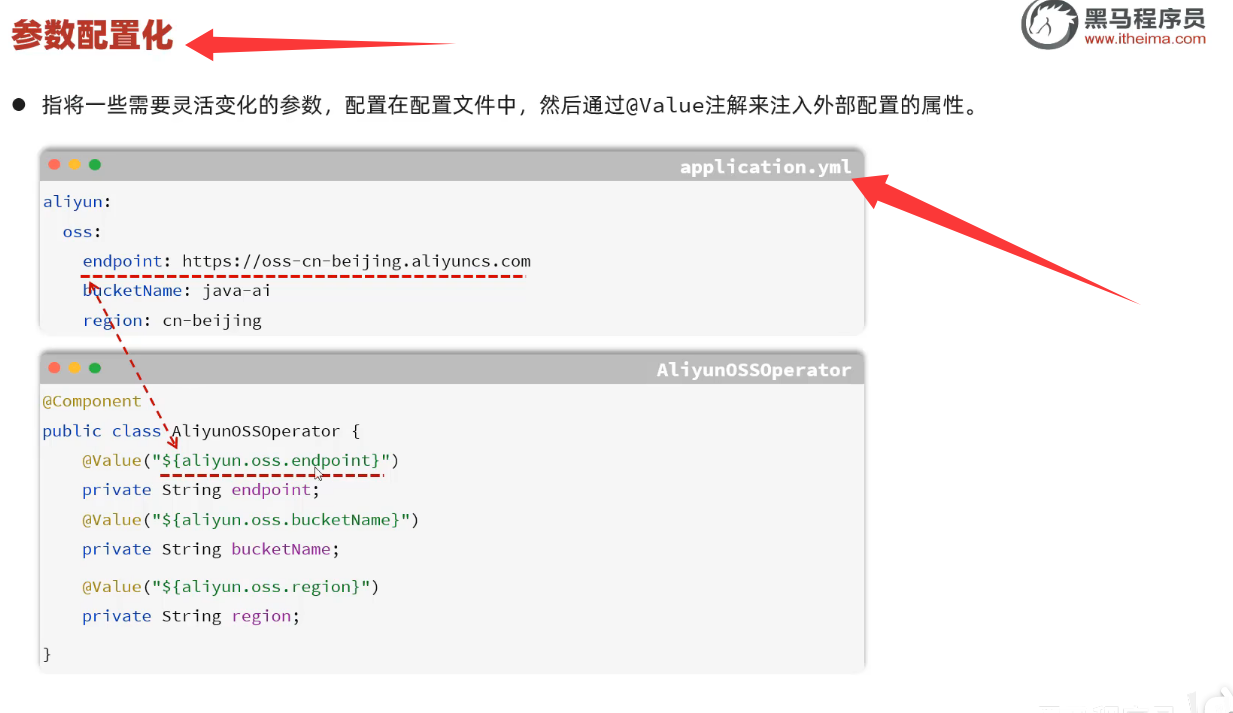 参数配置化
黑马程序员
www.itheima.com
● 指将一些需要灵活变化的参数，配置在配置文件中，然后通过@Value注解来注入外部配置的属性。
application.yml
aliyun:
  oss:
    endpoint: https://oss-cn-beijing.aliyuncs.com
    bucketName: java-ai
    region: cn-beijing
AliyunOSSOperator
@Component
public class AliyunOSSOperator {
    @Value("${aliyun.oss.endpoint}")
    private String endpoint;
    @Value("${aliyun.oss.bucketName}")
    private String bucketName;
    @Value("${aliyun.oss.region}")
    private String region;
}